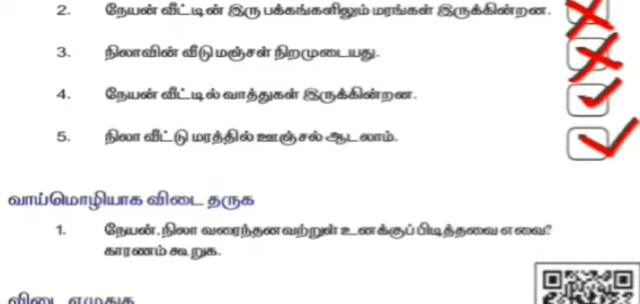 2. நேயன் வீட்டின் இரு பக்கங்களிலும் மரங்கள் இருக்கின்றன.
3. நிலாவின் வீடு மஞ்சள் நிறமுடையது.
4. நேயன் வீட்டில் வாத்துகள் இருக்கின்றன.
5. நிலா வீட்டு மரத்தில் ஊஞ்சல் ஆடலாம்.
வாய்மொழியாக விடை தருக
1. நேயன், நிலா வரைந்தனவற்றுள் உனக்குப் பிடித்தவை எவை?
காரணம் கூறுக.
விடை எழுதுக